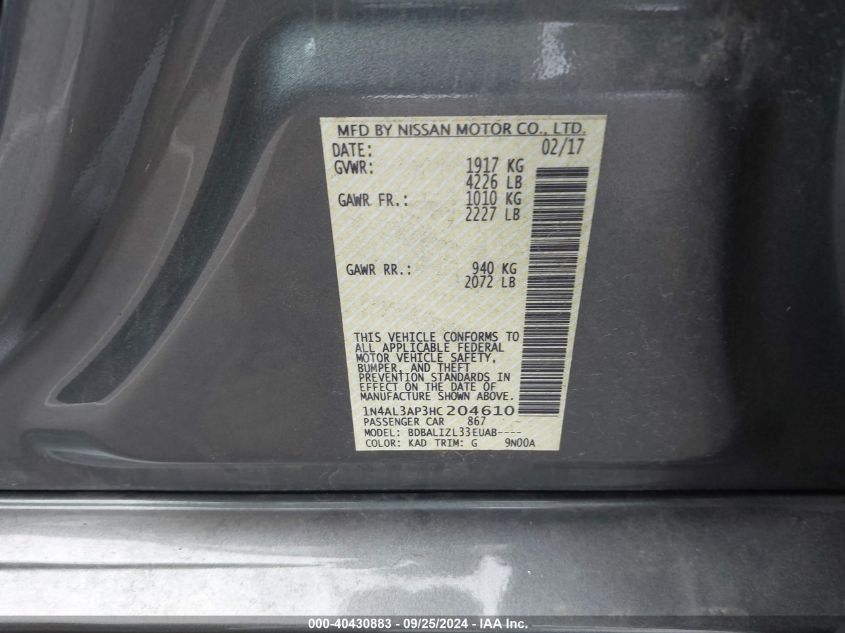 MFD BY NISSAN MOTOR CO., LTD.
DATE: 02/17
GVWR: 1917 KG
4226 LB
GAWR FR.: 1010 KG
2227 LB
GAWR RR.: 940 KG
2072 LB
THIS VEHICLE CONFORMS TO
ALL APPLICABLE FEDERAL
MOTOR VEHICLE SAFETY,
BUMPER, AND THEFT
PREVENTION STANDARDS IN
EFFECT ON THE DATE OF
MANUFACTURE SHOWN ABOVE.
1N4AL3AP3HC204610
PASSENGER CAR 867
MODEL: BDBALIZL33EUAB----
COLOR: KAD TRIM: G 9N00A
000-40430883 - 09/25/2024 - IAA Inc.